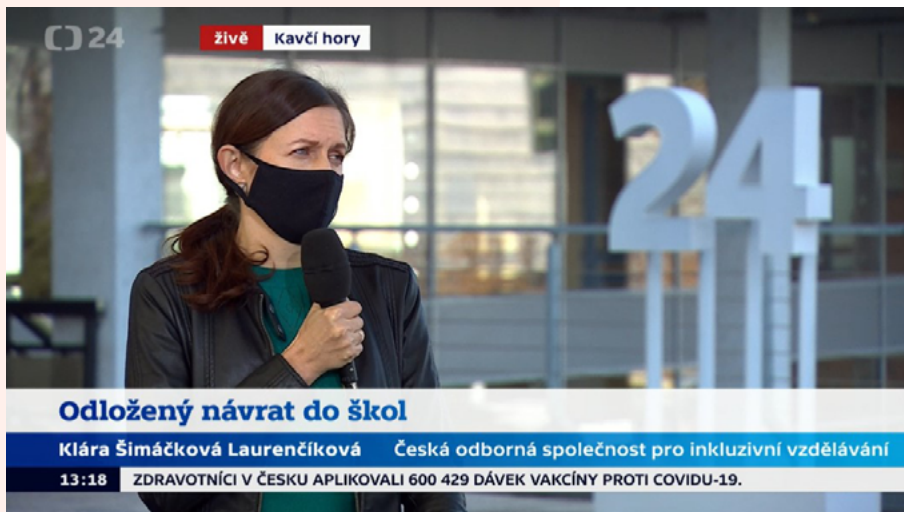 24
živě Kavčí hory
24
Odložený návrat do škol
Klára Šimáčková Laurenčíková Česká odborná společnost pro inkluzivní vzdělávání
13:18 ZDRAVOTNÍCI V ČESKU APLIKOVALI 600 429 DÁVEK VAKCÍNY PROTI COVIDU-19.